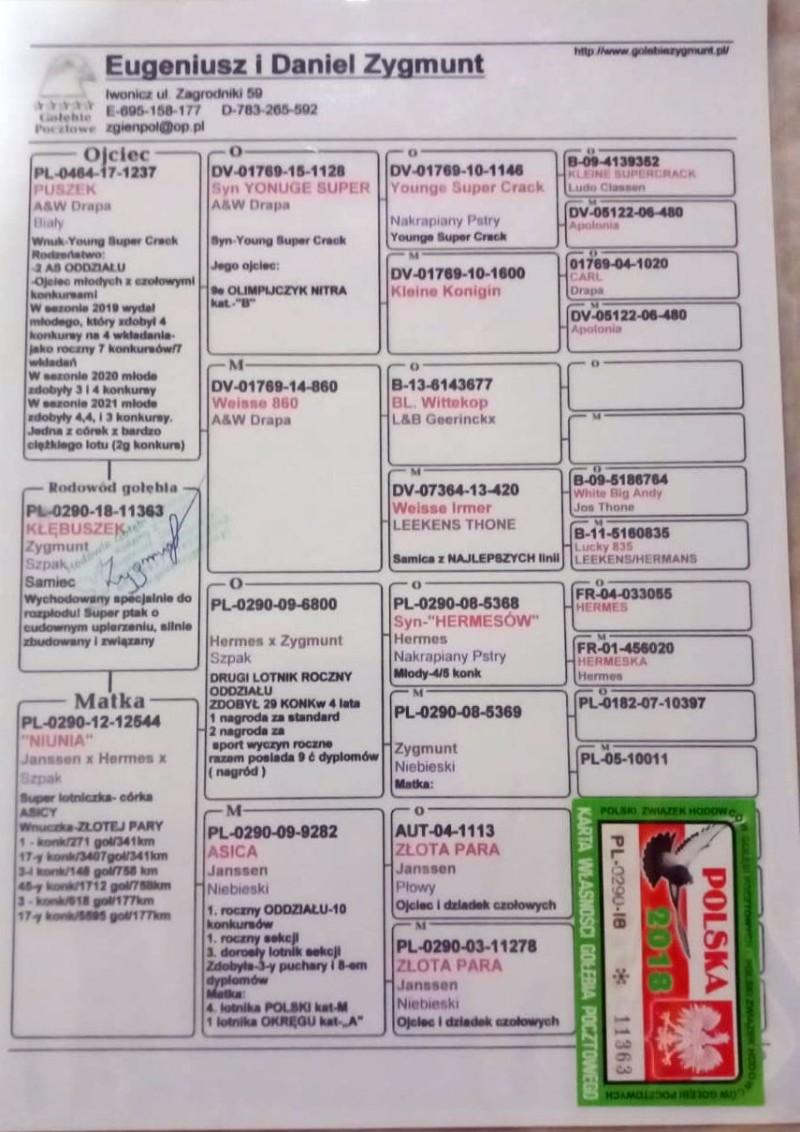 http://www.golebiezygmunt.pl/
Eugeniusz i Daniel Zygmunt
Iwonicz ul. Zagrodniki 59
E-695-158-177 D-783-265-592
zgienpol@op.pl
Gołębie
Pocztowe
Ojciec
PL-0464-17-1237
PUSZEK
A&W Drapa
Biały
Wnuk-Young Super Crack
Rodzeństwo:
-2 AS ODDZIAŁU
-Ojciec młodych z czołowymi
konkursami
W sezonie 2019 wydał
młodego, który zdobył 4
konkursy na 4 wkładania-
jako roczny 7 konkursów/7
wkładań
W sezonie 2020 młode
zdobyły 3 i 4 konkursy
W sezonie 2021 młode
zdobyły 4,4, i 3 konkursy.
Jedna z córek z bardzo
ciężkiego lotu (2g konkurs)
Rodowód gołębia
PL-0290-18-11363
KŁĘBUSZEK
Zygmunt
Szpak
Samiec
Wychodowany specjalnie do
rozpłodu! Super ptak o
cudownym upierzeniu, silnie
zbudowany i związany
Zygmunt
Matka
PL-0290-12-12544
"NIUNIA"
Janssen x Hermes x
Szpak
Super lotniczka- córka
ASICY
Wnuczka-ZŁOTEJ PARY
1 - konk/271 goł/341km
17-y konk/3407goł/341km
3-i konk/148 goł/758 km
45-y konk/1712 goł/758km
3 - konk/618 goł/177km
17-y konk/5595 goł/177km
O
DV-01769-15-1128
Syn YONUGE SUPER
A&W Drapa
Syn-Young Super Crack
Jego ojciec:
9e OLIMPIJCZYK NITRA
kat.-"B"
M
DV-01769-14-860
Weisse 860
A&W Drapa
O
PL-0290-09-6800
Hermes x Zygmunt
Szpak
DRUGI LOTNIK ROCZNY
ODDZIAŁU
ZDOBYŁ 29 KONKw 4 lata
1 nagroda za standard
2 nagroda za
sport wyczyn roczne
razem posiada 9 ć dyplomów
( nagród )
M
PL-0290-09-9282
ASICA
Janssen
Niebieski
1. roczny ODDZIAŁU-10
konkursów
1. roczny sekcji
3. dorosły lotnik sekcji
Zdobyła-3-y puchary i 8-em
dyplomów
Matka:
4. lotnika POLSKI kat-M
1 lotnika OKRĘGU kat-„A"
O
DV-01769-10-1146
Younge Super Crack
Nakrapiany Pstry
Younge Super Crack
M
DV-01769-10-1600
Kleine Konigin
O
B-13-6143677
BL. Wittekop
L&B Geerinckx
M
DV-07364-13-420
Weisse Irmer
LEEKENS THONE
Samica z NAJLEPSZYCH linii
O
PL-0290-08-5368
Syn-"HERMESÓW"
Hermes
Nakrapiany Pstry
Młody-4/5 konk
M
PL-0290-08-5369
Zygmunt
Niebieski
Matka:
O
AUT-04-1113
ZŁOTA PARA
Janssen
Płowy
Ojciec i dziadek czołowych
M
PL-0290-03-11278
ZŁOTA PARA
Janssen
Niebieski
Ojciec i dziadek czołowych
O
B-09-4139352
KLEINE SUPERCRACK
Ludo Classen
M
DV-05122-06-480
Apolonia
O
01769-04-1020
CARL
Drapa
M
DV-05122-06-480
Apolonia
O
M
O
B-09-5186764
White Big Andy
Jos Thone
M
B-11-5160835
Lucky 835
LEEKENS/HERMANS
O
FR-04-033055
HERMES
M
FR-01-456020
HERMESKA
Hermes
O
PL-0182-07-10397
M
PL-05-10011
POLSKI ZWIĄZEK HODOWCÓW GOŁĘBI POCZTOWYCH
KARTA WŁASNOŚCI GOŁĘBIA POCZTOWEGO
PL-0290-18 * 11363
2018
POLSKA